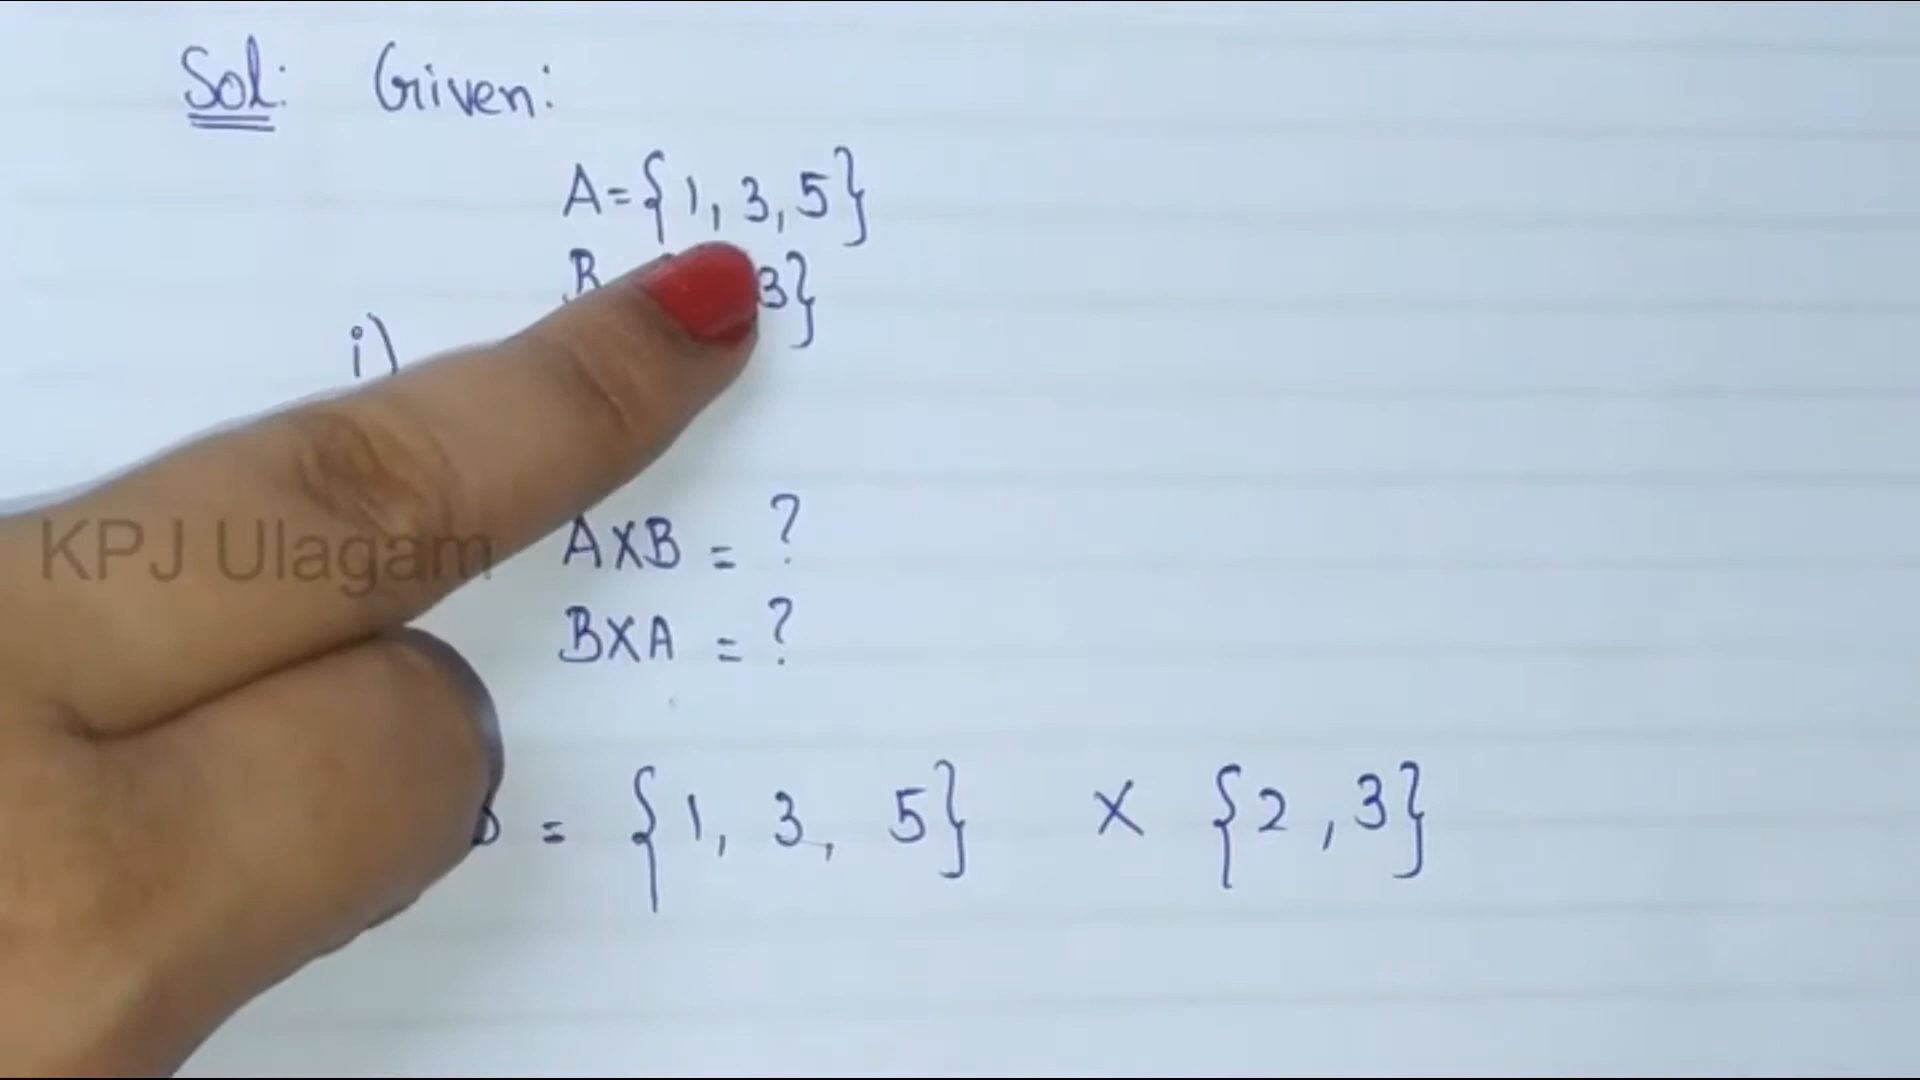 Sol: Given:
A={1, 3, 5}
B 3}
i)
KPJ Ulagam
AXB = ?
BXA = ?
= {1, 3, 5} X {2, 3}